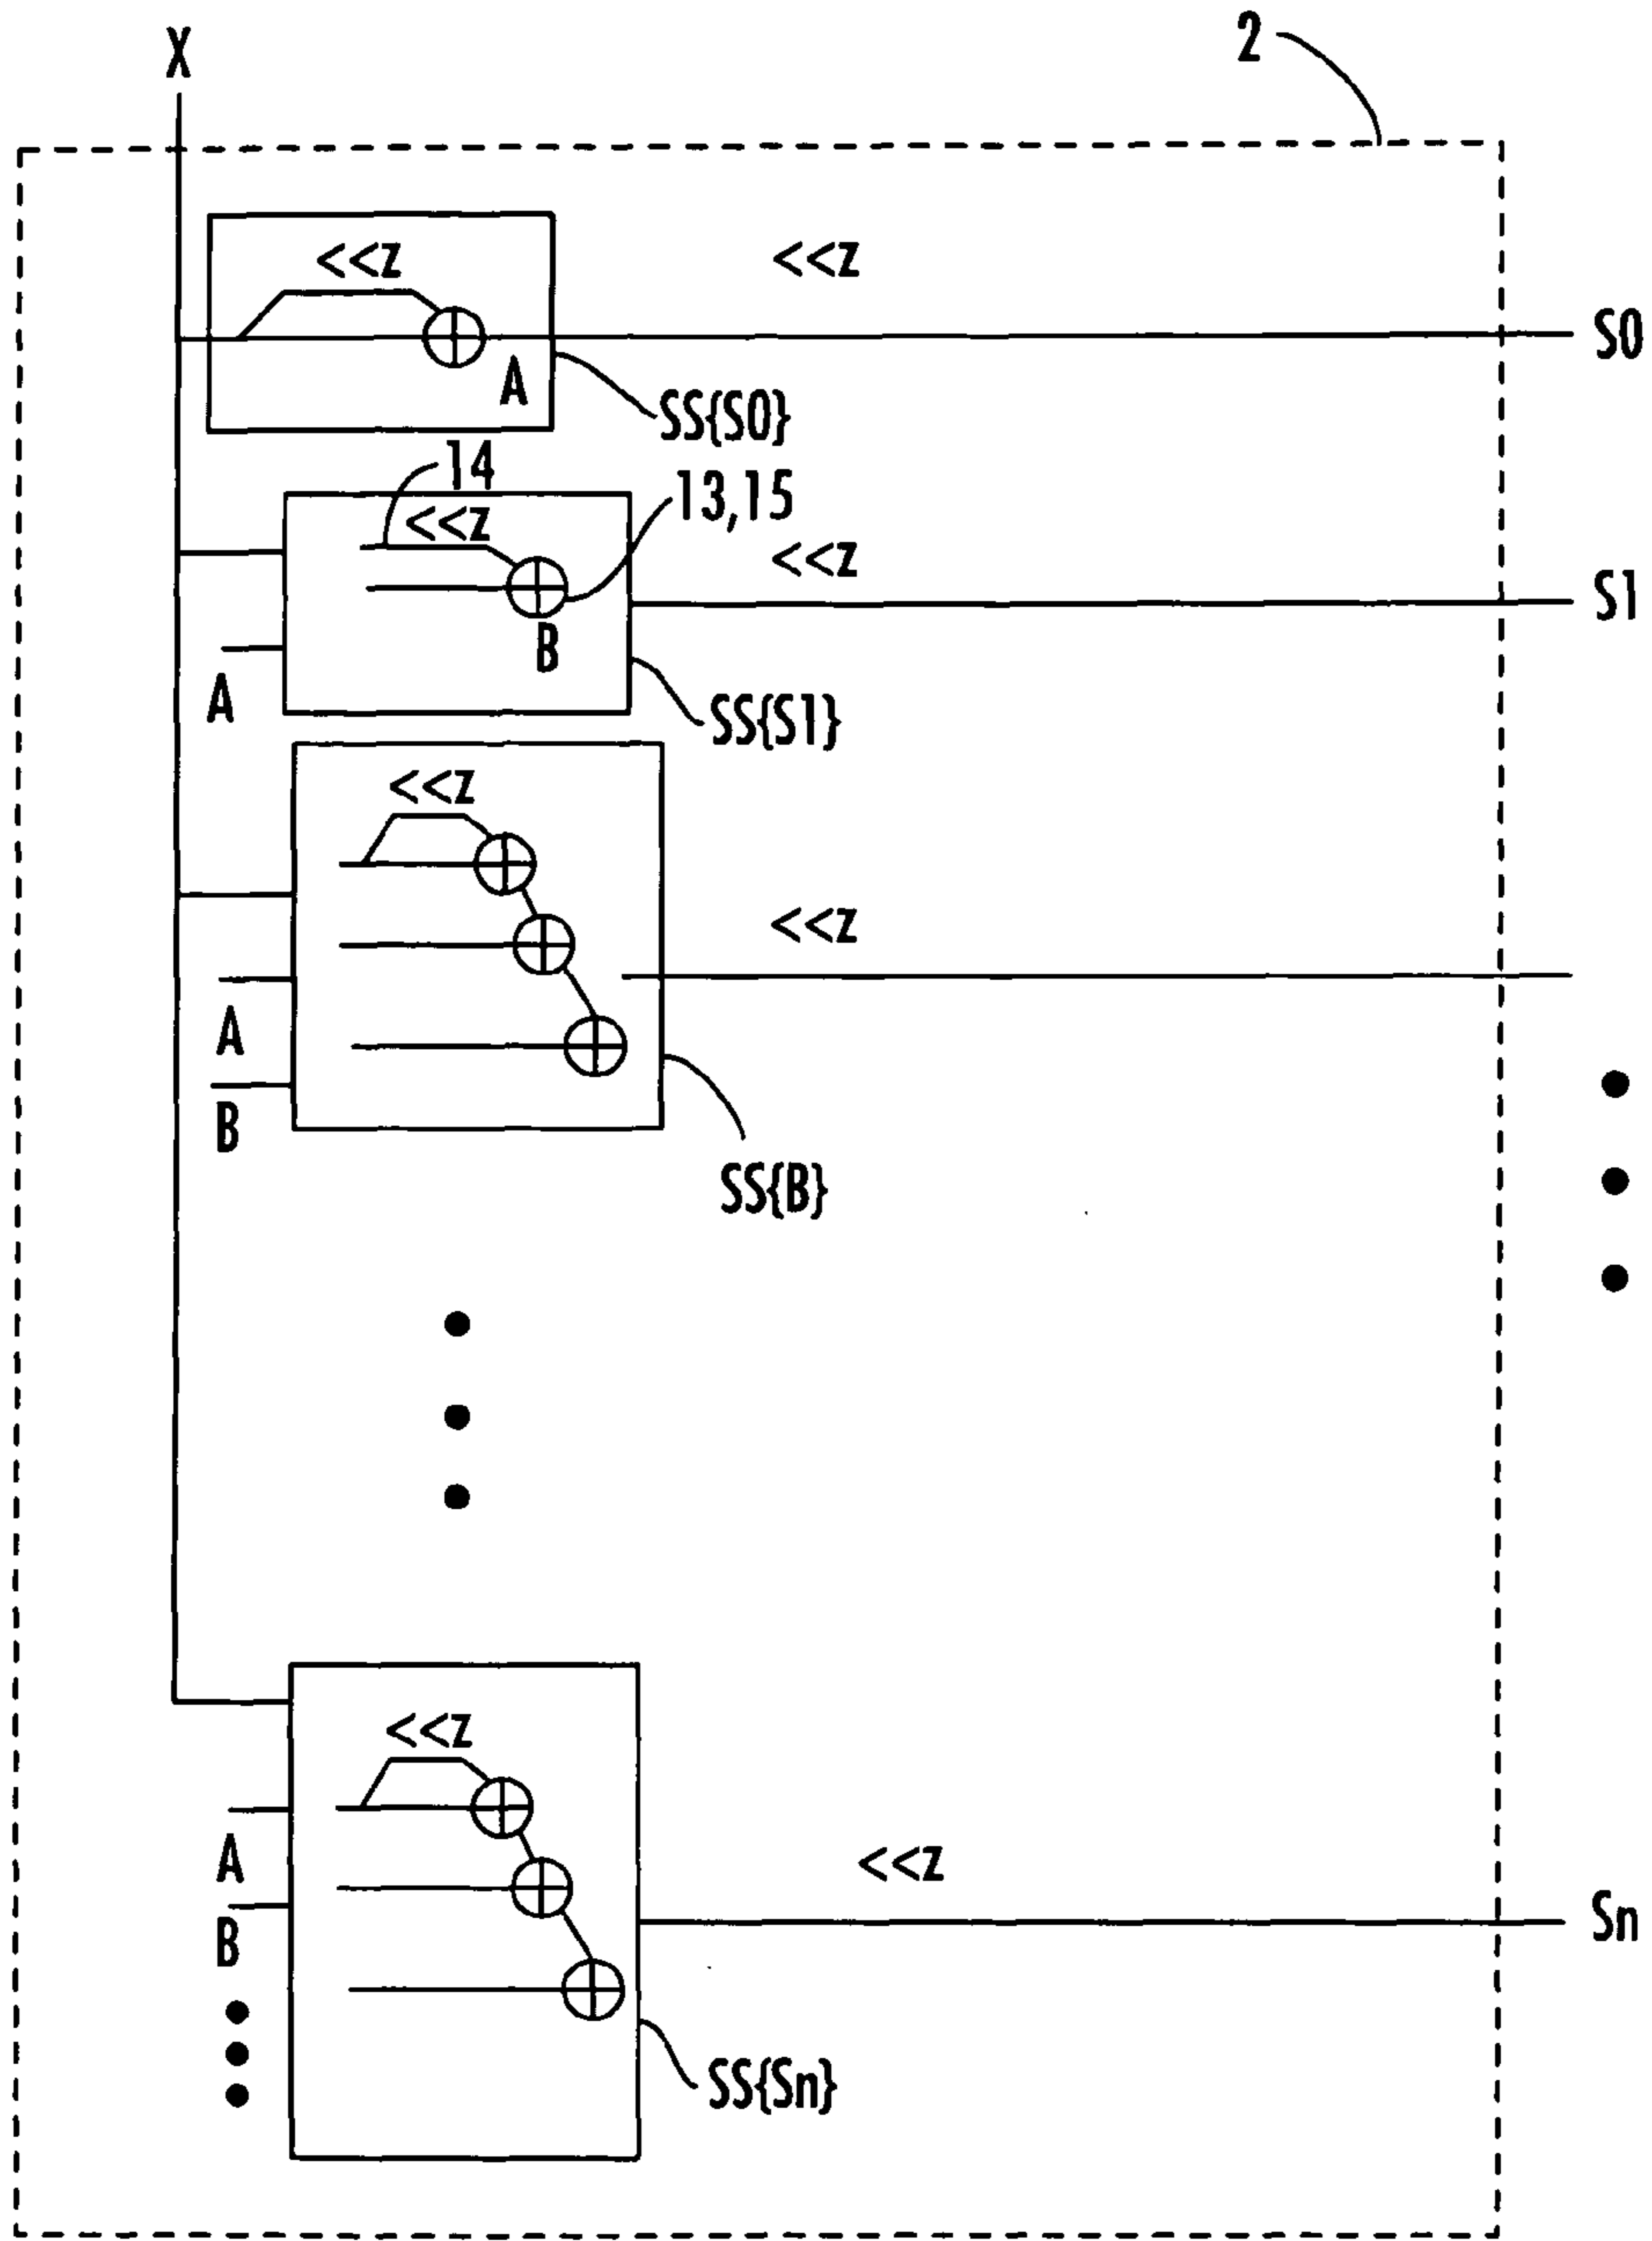 X
2
<<z
<<z
S0
A
SS{S0}
14
13,15
<<z
<<z
S1
B
A
SS{S1}
<<z
<<z
A
B
SS{B}
<<z
A
<<z
Sn
B
SS{Sn}